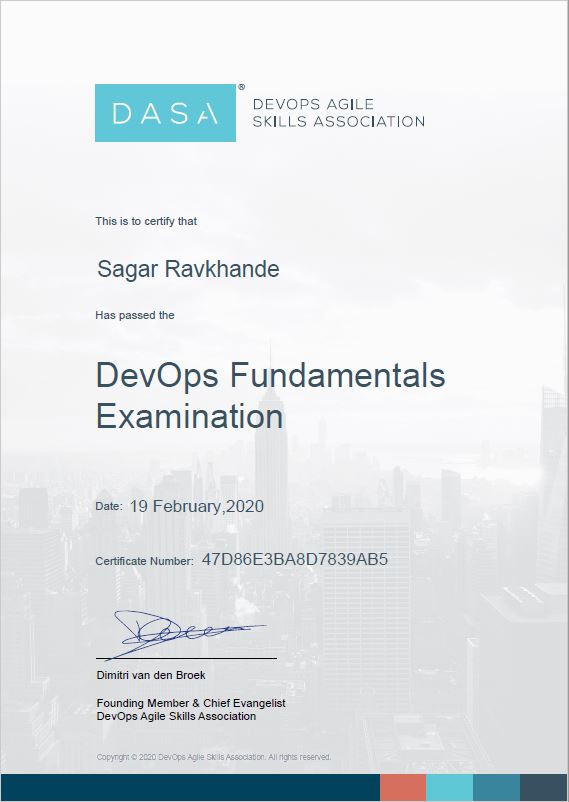 DASA®
DEVOPS AGILE
SKILLS ASSOCIATION
This is to certify that
Sagar Ravkhande
Has passed the
DevOps Fundamentals
Examination
Date: 19 February,2020
Certificate Number: 47D86E3BA8D7839AB5
Dimitri van den Broek
Founding Member & Chief Evangelist
DevOps Agile Skills Association
Copyright © 2020 DevOps Agile Skills Association. All rights reserved.